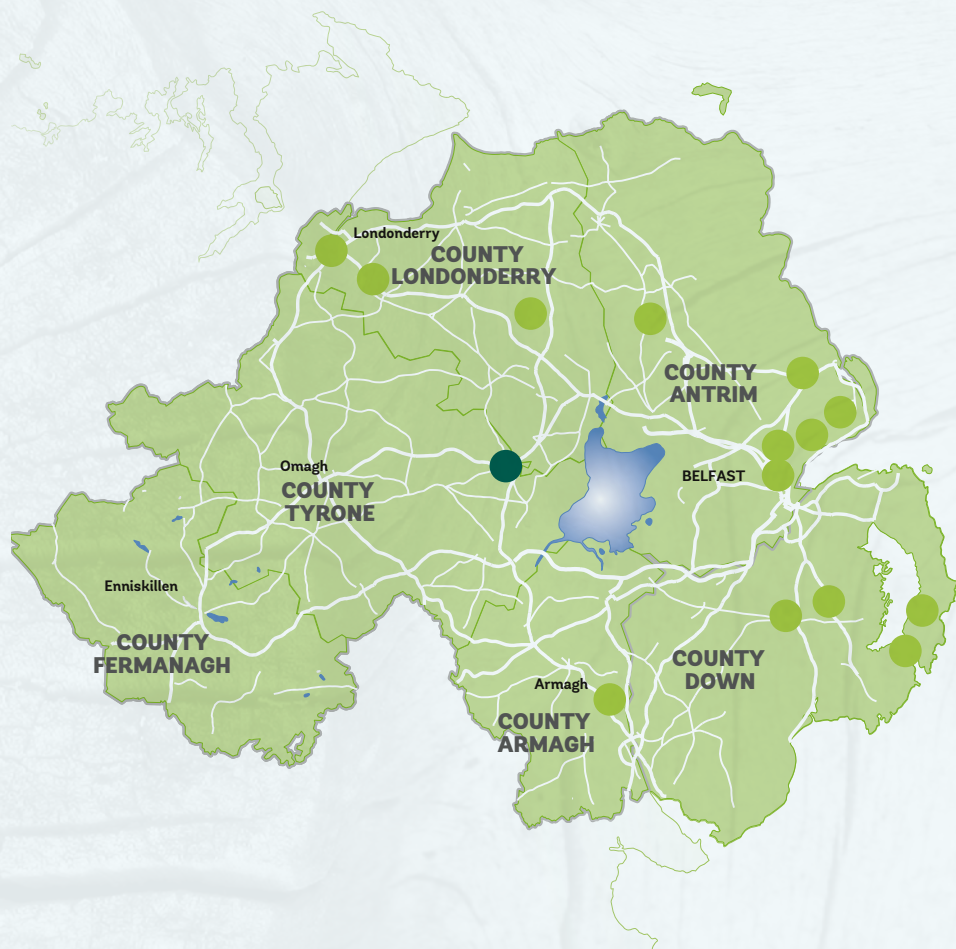 Londonderry
COUNTY
LONDONDERRY
COUNTY
ANTRIM
Omagh
COUNTY
TYRONE
BELFAST
Enniskillen
COUNTY
FERMANAGH
COUNTY
DOWN
Armagh
COUNTY
ARMAGH